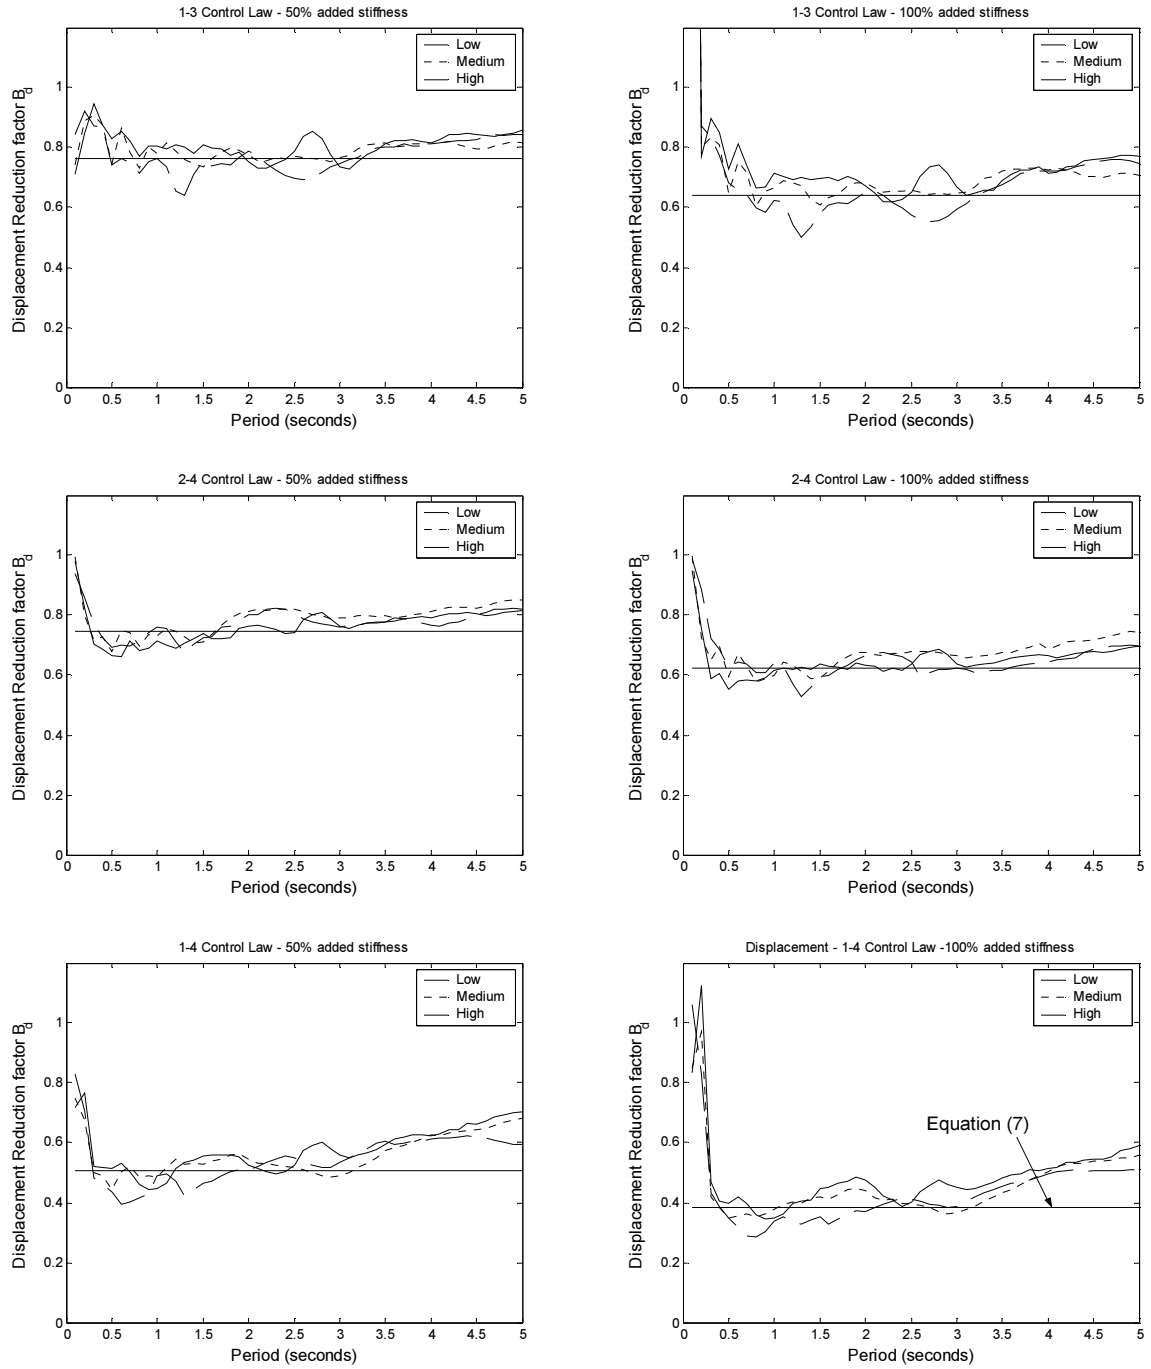 1-3 Control Law - 50% added stiffness
Low
Medium
High
Displacement Reduction factor Bd
1
0.8
0.6
0.4
0.2
0
0 0.5 1 1.5 2 2.5 3 3.5 4 4.5 5
Period (seconds)
1-3 Control Law - 100% added stiffness
Low
Medium
High
Displacement Reduction factor Bd
1
0.8
0.6
0.4
0.2
0
0 0.5 1 1.5 2 2.5 3 3.5 4 4.5 5
Period (seconds)
2-4 Control Law - 50% added stiffness
Low
Medium
High
Displacement Reduction factor Bd
1
0.8
0.6
0.4
0.2
0
0 0.5 1 1.5 2 2.5 3 3.5 4 4.5 5
Period (seconds)
2-4 Control Law - 100% added stiffness
Low
Medium
High
Displacement Reduction factor Bd
1
0.8
0.6
0.4
0.2
0
0 0.5 1 1.5 2 2.5 3 3.5 4 4.5 5
Period (seconds)
1-4 Control Law - 50% added stiffness
Low
Medium
High
Displacement Reduction factor Bd
1
0.8
0.6
0.4
0.2
0
0 0.5 1 1.5 2 2.5 3 3.5 4 4.5 5
Period (seconds)
Displacement - 1-4 Control Law -100% added stiffness
Low
Medium
High
Displacement Reduction factor Bd
1
0.8
Equation (7)
0.6
0.4
0.2
0
0 0.5 1 1.5 2 2.5 3 3.5 4 4.5 5
Period (seconds)